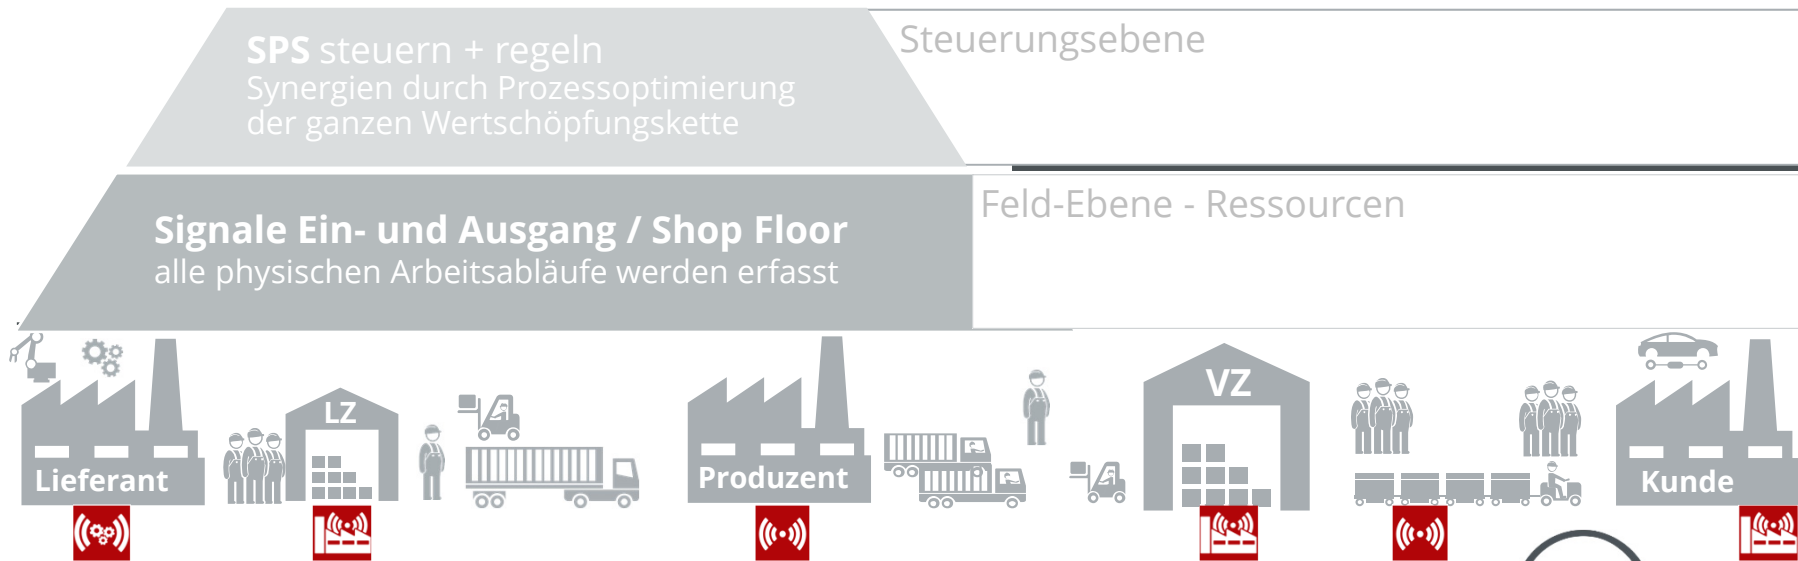 SPS steuern + regeln
Synergien durch Prozessoptimierung
der ganzen Wertschöpfungskette
Steuerungsebene
Signale Ein- und Ausgang / Shop Floor
alle physischen Arbeitsabläufe werden erfasst
Feld-Ebene - Ressourcen
Lieferant
LZ
Produzent
VZ
Kunde